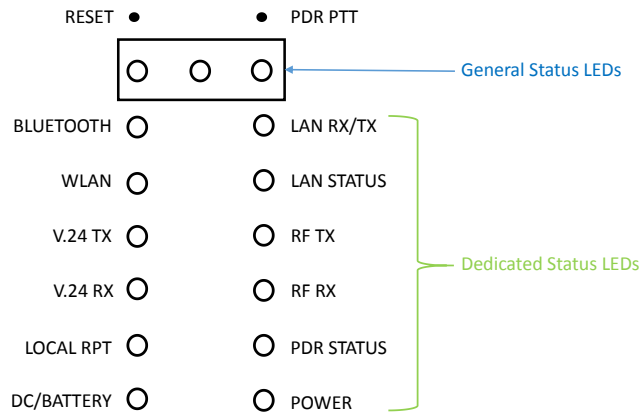 RESET PDR PTT
General Status LEDs
BLUETOOTH LAN RX/TX
WLAN LAN STATUS
V.24 TX RF TX
Dedicated Status LEDs
V.24 RX RF RX
LOCAL RPT PDR STATUS
DC/BATTERY POWER